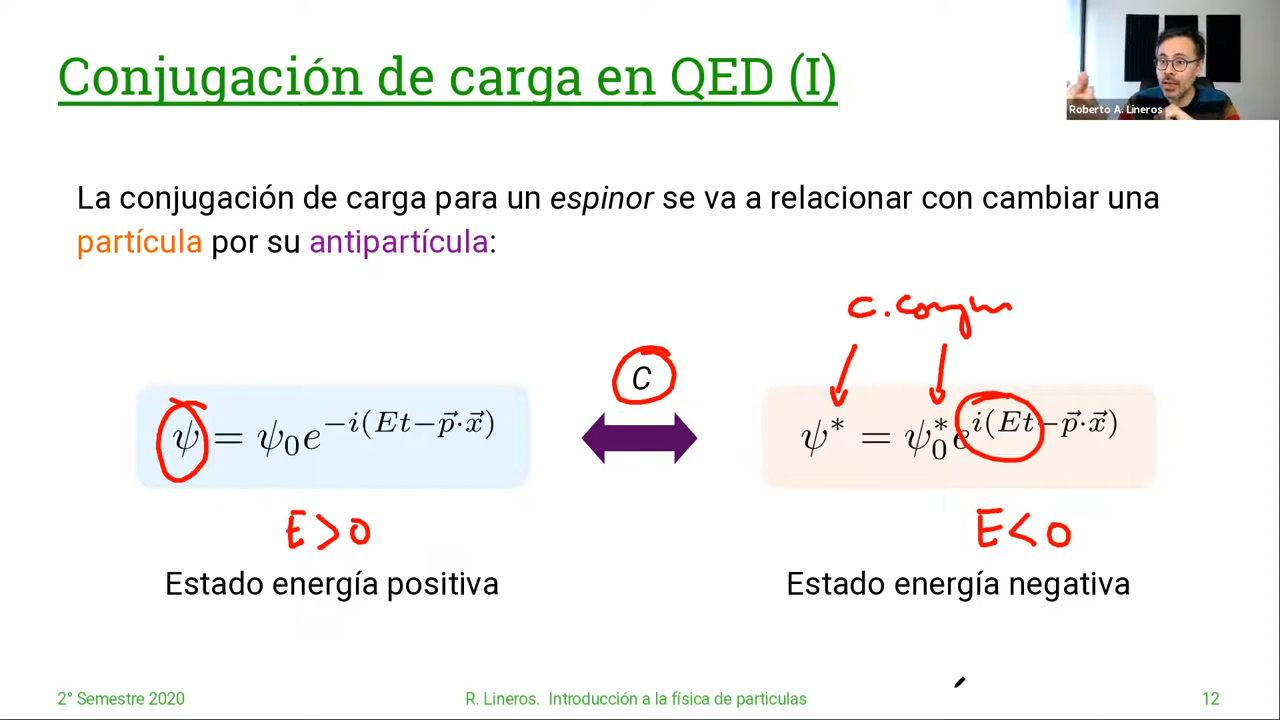 Conjugación de carga en QED (I)
Roberto A. Lineros
La conjugación de carga para un espinor se va a relacionar con cambiar una
partícula por su antipartícula:
C
ψ = ψ₀e^{-i(Et-p⃗·x⃗)}
ψ* = ψ₀*e^{i(Et-p⃗·x⃗)}
E>0
E<0
Estado energía positiva
Estado energía negativa
2° Semestre 2020
R. Lineros. Introducción a la física de particulas
12